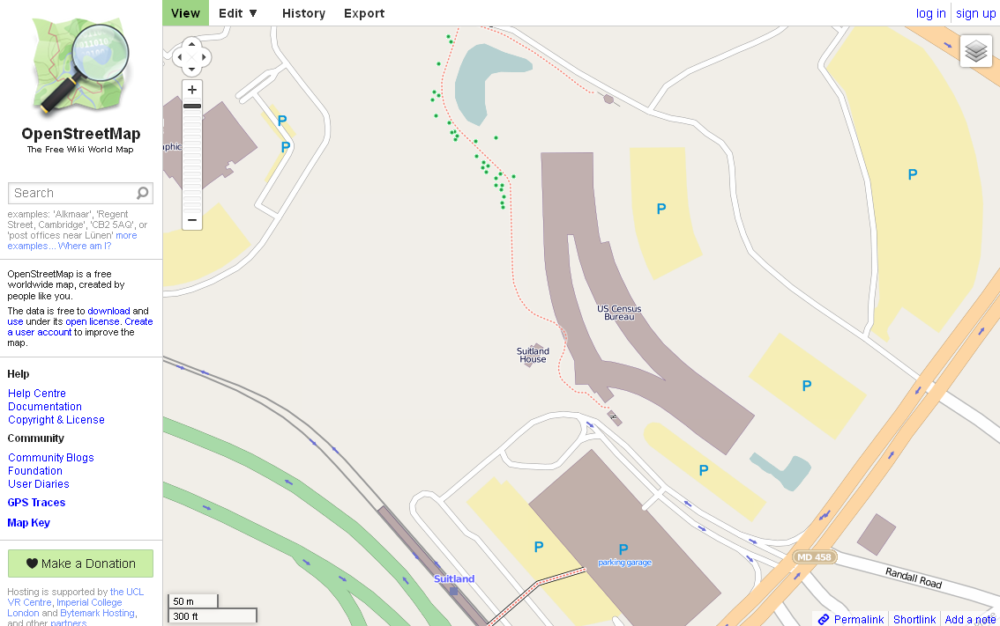 View
Edit ▼
History
Export
log in
sign up
OpenStreetMap
The Free Wiki World Map
Search
examples: 'Alkmaar', 'Regent
Street, Cambridge', 'CB2 5AQ', or
'post offices near Lünen' more
examples... Where am I?
OpenStreetMap is a free
worldwide map, created by
people like you.
The data is free to download and
use under its open license. Create
a user account to improve the
map.
Help
Help Centre
Documentation
Copyright & License
Community
Community Blogs
Foundation
User Diaries
GPS Traces
Map Key
Make a Donation
Hosting is supported by the UCL
VR Centre, Imperial College
London and Bytemark Hosting,
and other partners
+
−
P
P
aphic
P
P
US Census
Bureau
Suitland
House
P
P
P
P
parking garage
Suitland
MD 458
Randall Road
50 m
300 ft
Permalink
Shortlink
Add a note